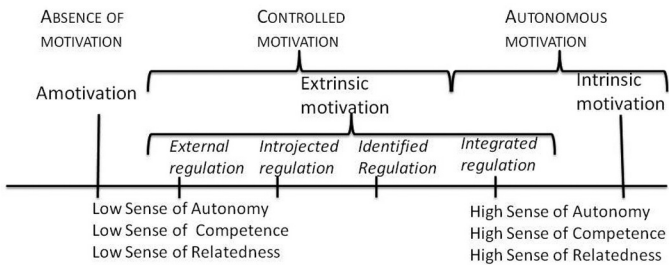 ABSENCE OF
MOTIVATION
CONTROLLED
MOTIVATION
AUTONOMOUS
MOTIVATION
Amotivation
Extrinsic
motivation
Intrinsic
motivation
External
regulation
Introjected
regulation
Identified
Regulation
Integrated
regulation
Low Sense of Autonomy
Low Sense of Competence
Low Sense of Relatedness
High Sense of Autonomy
High Sense of Competence
High Sense of Relatedness